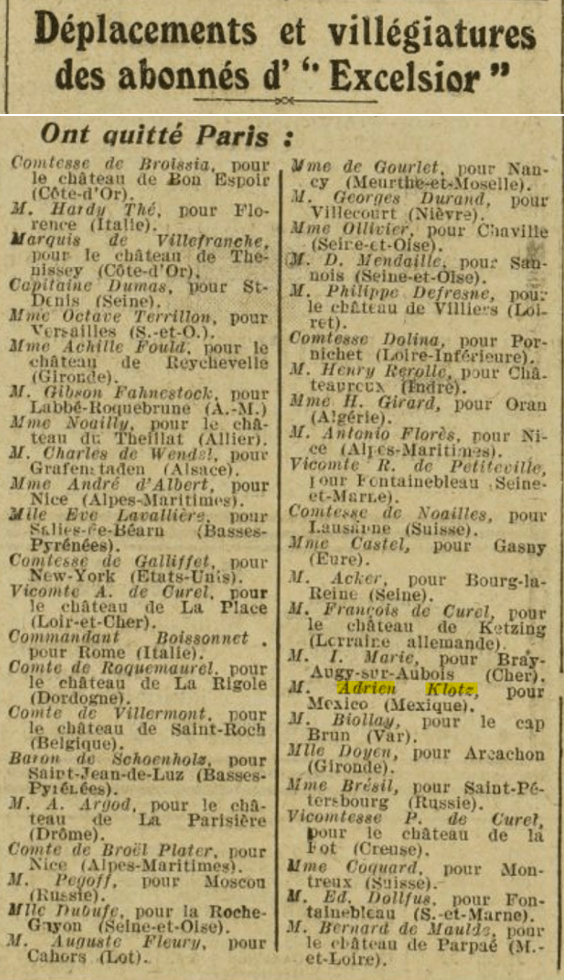 Déplacements et villégiatures
des abonnés d' “ Excelsior ”
Ont quitté Paris :
Comtesse de Broissia, pour
le château de Bon Espoir
(Côte-d'Or).
M. Hardy Thé, pour Flo-
rence (Italie).
Marquis de Villefranche,
pour le château de Thé-
nissey (Côte-d'Or).
Capitaine Dumas, pour St-
Denis (Seine).
Mme Octave Terrillon, pour
Versailles (S.-et-O.).
Mme Achille Fould, pour le
château de Beychevelle
(Gironde).
M. Gibson Fahnestock, pour
Labbé-Roquebrune (A.-M.)
Mme Noailly, pour le châ-
teau du Theillat (Allier).
M. Charles de Wendel, pour
Grafenstaden (Alsace).
Mme André d'Albert, pour
Nice (Alpes-Maritimes).
Mlle Eve Lavallière, pour
Salies-de-Béarn (Basses-
Pyrénées).
Comtesse de Galliffet, pour
New-York (Etats-Unis).
Vicomte A. de Curel, pour
le château de La Place
(Loir-et-Cher).
Commandant Boissonnet .
pour Rome (Italie).
Comte de Roquemaurel, pour
le château de La Rigole
(Dordogne).
Comte de Villermont, pour
le château de Saint-Roch
(Belgique).
Baron de Schoenholz, pour
Saint-Jean-de-Luz (Basses-
Pyrénées).
M. A. Argod, pour le châ-
teau de La Parisière
(Drôme).
Comte de Broël Plater, pour
Nice (Alpes-Maritimes).
M. Pegoff, pour Moscou
(Russie).
Mlle Dubufe, pour la Roche-
Guyon (Seine-et-Oise).
M. Auguste Fleury, pour
Cahors (Lot).
Mme de Gourlet, pour Nan-
cy (Meurthe-et-Moselle).
M. Georges Durand, pour
Villecourt (Nièvre).
Mme Ollivier, pour Chaville
(Seine-et-Oise).
M. D. Mendaille, pour San-
nois (Seine-et-Oise).
M. Philippe Defresne, pour
le château de Villiers (Loi-
ret).
Comtesse Dolina, pour Por-
nichet (Loire-Inférieure).
M. Henry Rerolle, pour Châ-
teauroux (Indre).
Mme H. Girard, pour Oran
(Algérie).
M. Antonio Florès, pour Ni-
ce (Alpes-Maritimes).
Vicomte R. de Petiteville,
pour Fontainebleau (Seine-
et-Marne).
Comtesse de Noailles, pour
Lausanne (Suisse).
Mme Castel, pour Gasny
(Eure).
M. Acker, pour Bourg-la-
Reine (Seine).
M. François de Curel, pour
le château de Ketzing
(Lorraine allemande).
M. I. Marie, pour Bray-
Augy-sur-Aubois (Cher).
M. Adrien Klotz, pour
Mexico (Mexique).
M. Biollay, pour le cap
Brun (Var).
Mlle Doyen, pour Arcachon
(Gironde).
Mme Brésil, pour Saint-Pé-
tersbourg (Russie).
Vicomtesse P. de Curel,
pour le château de la
Fot (Creuse).
Mme Coquard, pour Mon-
treux (Suisse).
M. Ed. Dollfus, pour Fon-
tainebleau (S.-et-Marne).
M. Bernard de Maulde, pour
le château de Parpaé (M.-
et-Loire).